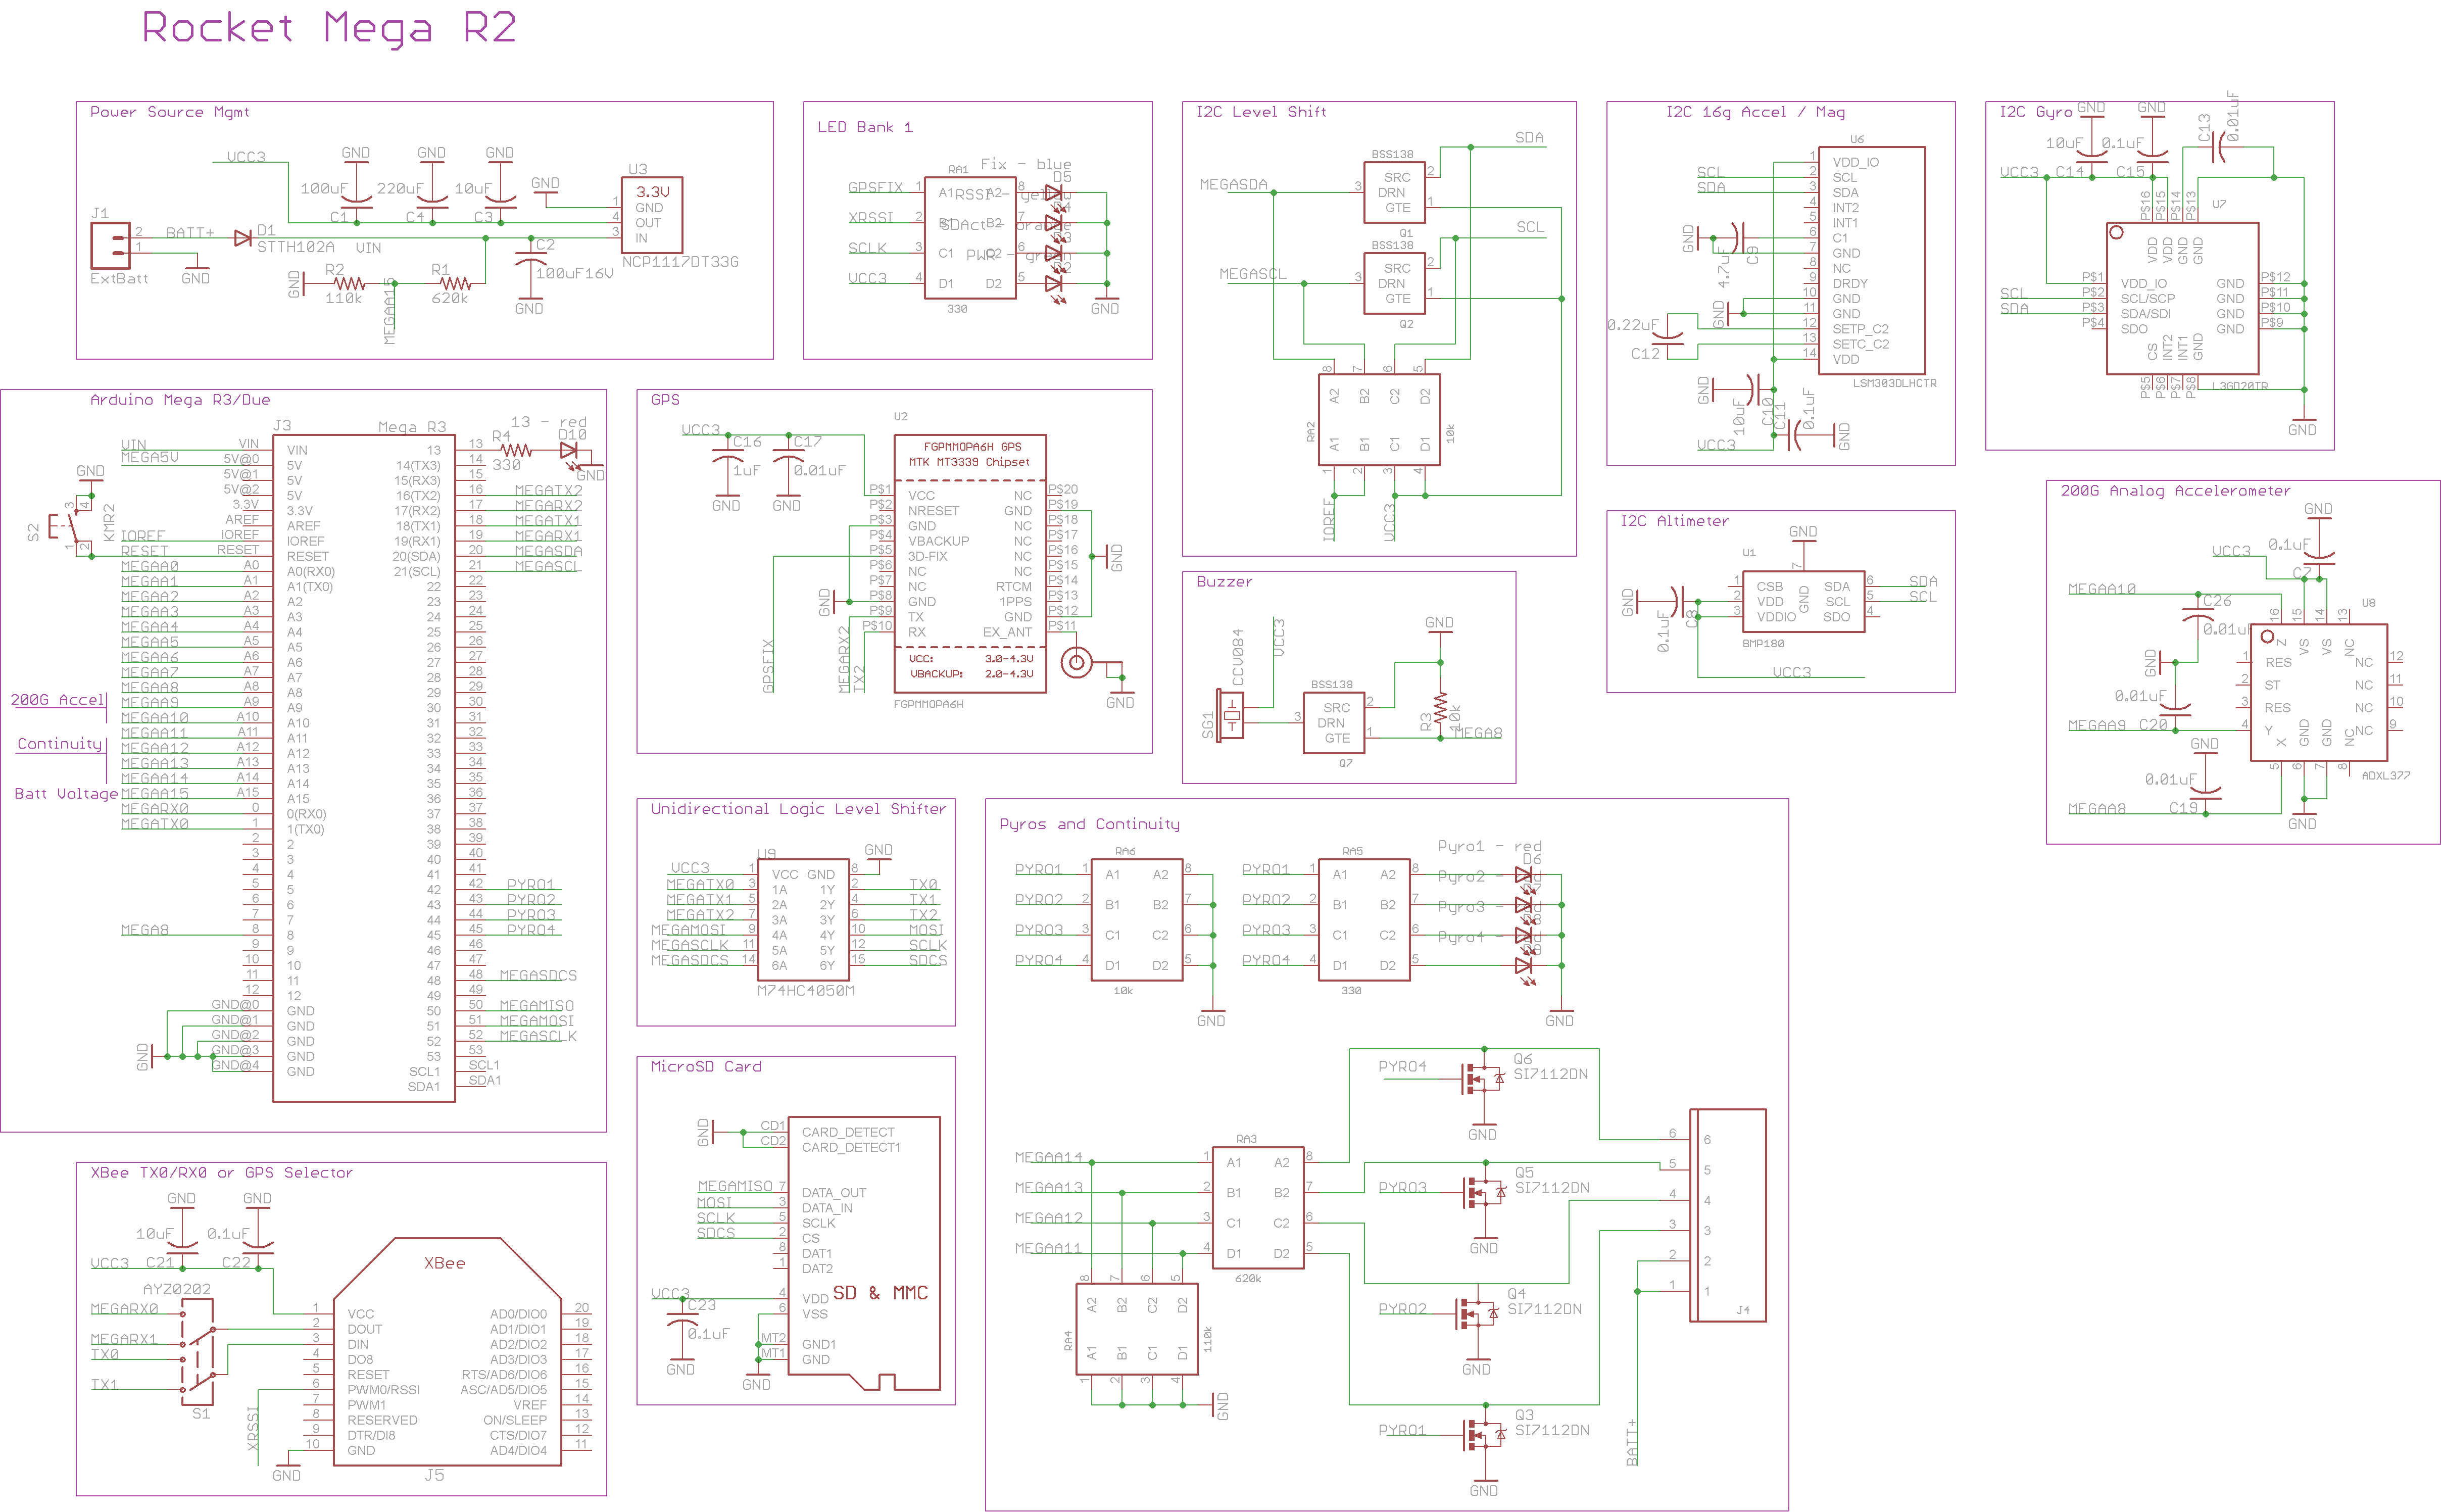 Rocket Mega R2
Power Source Mgmt
VCC3
GND
GND
GND
100uF
220uF
10uF
C1
C4
C3
GND
U3
3.3V
1
GND
4
OUT
3
IN
NCP1117DT33G
J1
2
1
ExtBatt
BATT+
D1
STTH102A
VIN
GND
C2
100uF16V
GND
GND
R2
110k
R1
620k
MEGAA15
LED Bank 1
RA1
Fix - blue
D5
GPSFIX
1
A1
A2
8
XRSSI
2
B2
7
SCLK
3
C1
6
VCC3
4
D1
D2
5
330
GND
I2C Level Shift
SDA
BSS138
SRC
2
MEGASDA
3
DRN
GTE
1
Q1
SCL
BSS138
SRC
2
MEGASCL
3
DRN
GTE
1
Q2
8
7
6
5
A2
B2
C2
D2
RA2
10k
A1
B1
C1
D1
1
2
3
4
IOREF
VCC3
I2C 16g Accel / Mag
U6
1
VDD_IO
SCL
2
SCL
SDA
3
SDA
4
INT2
5
INT1
6
C1
7
GND
8
NC
9
DRDY
10
GND
11
GND
12
SETP_C2
13
SETC_C2
14
VDD
LSM303DLHCTR
GND
4.7uF
C9
GND
0.22uF
C12
GND
10uF
C10
C11
0.1uF
GND
VCC3
I2C Gyro
GND
GND
10uF
0.1uF
C13
0.01uF
VCC3
C14
C15
P$16
P$15
P$14
P$13
U7
VDD
VDD
GND
GND
P$1
VDD_IO
GND
P$12
SCL
P$2
SCL/SCP
GND
P$11
SDA
P$3
SDA/SDI
GND
P$10
P$4
SDO
GND
P$9
CS
INT2
INT1
GND
P$5
P$6
P$7
P$8
L3GD20TR
GND
Arduino Mega R3/Due
J3
Mega R3
13 - red
R4
D10
330
GND
VIN
VIN
VIN
13
13
MEGA5V
5V@0
5V
14(TX3)
14
5V@1
5V
15(RX3)
15
5V@2
5V
16(TX2)
16
MEGATX2
3.3V
3.3V
17(RX2)
17
MEGARX2
AREF
AREF
18(TX1)
18
MEGATX1
IOREF
IOREF
IOREF
19(RX1)
19
MEGARX1
RESET
RESET
RESET
20(SDA)
20
MEGASDA
MEGAA0
A0
A0(RX0)
21(SCL)
21
MEGASCL
MEGAA1
A1
A1(TX0)
22
22
MEGAA2
A2
A2
23
23
MEGAA3
A3
A3
24
24
MEGAA4
A4
A4
25
25
MEGAA5
A5
A5
26
26
MEGAA6
A6
A6
27
27
MEGAA7
A7
A7
28
28
MEGAA8
A8
A8
29
29
MEGAA9
A9
A9
30
30
MEGAA10
A10
A10
31
31
MEGAA11
A11
A11
32
32
MEGAA12
A12
A12
33
33
MEGAA13
A13
A13
34
34
MEGAA14
A14
A14
35
35
MEGAA15
A15
A15
36
36
MEGARX0
0
0(RX0)
37
37
MEGATX0
1
1(TX0)
38
38
2
2
39
39
3
3
40
40
4
4
41
41
5
5
42
42
PYRO1
6
6
43
43
PYRO2
7
7
44
44
PYRO3
MEGA8
8
8
45
45
PYRO4
9
9
46
46
10
10
47
47
11
11
48
48
MEGASDCS
12
12
49
49
GND@0
GND
50
50
MEGAMISO
GND@1
GND
51
51
MEGAMOSI
GND@2
GND
52
52
MEGASCLK
GND@3
GND
53
53
GND@4
GND
SCL1
SCL1
SDA1
SDA1
GND
GND
S2
3
4
1
2
KMR2
200G Accel
Continuity
Batt Voltage
GPS
U2
VCC3
C16
1uF
C17
0.01uF
GND
GND
FGPMMOPA6H GPS
MTK MT3339 Chipset
P$1
VCC
NC
P$20
P$2
NRESET
GND
P$19
P$3
GND
NC
P$18
P$4
VBACKUP
NC
P$17
P$5
3D-FIX
NC
P$16
P$6
NC
NC
P$15
P$7
NC
RTCM
P$14
P$8
GND
1PPS
P$13
P$9
TX
GND
P$12
P$10
RX
EX_ANT
P$11
VCC:
3.0-4.3V
VBACKUP:
2.0-4.3V
FGPMMOPA6H
GND
GND
GND
GPSFIX
MEGARX2
TX2
Buzzer
CCV084
VCC3
SG1
BSS138
SRC
2
3
DRN
GTE
1
Q7
GND
R3
10k
MEGA8
I2C Altimeter
U1
GND
7
1
CSB
SDA
6
SDA
2
VDD
SCL
5
SCL
3
VDDIO
SDO
4
GND
BMP180
GND
0.1uF
C8
VCC3
200G Analog Accelerometer
GND
VCC3
0.1uF
C7
MEGAA10
C26
0.01uF
U8
16
15
14
13
Z
VS
VS
NC
1
RES
NC
12
2
ST
NC
11
3
RES
NC
10
4
Y
NC
9
X
GND
GND
NC
5
6
7
8
ADXL377
GND
0.01uF
MEGAA9
C20
GND
0.01uF
MEGAA8
C19
GND
Unidirectional Logic Level Shifter
U9
GND
VCC3
1
VCC
GND
8
MEGATX0
3
1A
1Y
2
TX0
MEGATX1
5
2A
2Y
4
TX1
MEGATX2
7
3A
3Y
6
TX2
MEGAMOSI
9
4A
4Y
10
MOSI
MEGASCLK
11
5A
5Y
12
SCLK
MEGASDCS
14
6A
6Y
15
SDCS
M74HC4050M
MicroSD Card
GND
CD1
CARD_DETECT
CD2
CARD_DETECT1
MEGAMISO
7
DATA_OUT
MOSI
3
DATA_IN
SCLK
5
SCLK
SDCS
2
CS
8
DAT1
1
DAT2
VCC3
4
VDD
SD & MMC
6
VSS
C23
0.1uF
MT2
GND1
MT1
GND
GND
GND
Pyros and Continuity
RA6
PYRO1
1
A1
A2
8
PYRO2
2
B1
B2
7
PYRO3
3
C1
C2
6
PYRO4
4
D1
D2
5
10k
GND
RA5
PYRO1
1
A1
A2
8
PYRO2
2
B1
B2
7
PYRO3
3
C1
C2
6
PYRO4
4
D1
D2
5
330
Pyro1 - red
D6
Pyro2 -
Pyro3 -
Pyro4 -
GND
PYRO4
Q6
SI7112DN
GND
RA3
MEGAA14
1
A1
A2
8
MEGAA13
2
B1
B2
7
MEGAA12
3
C1
C2
6
MEGAA11
4
D1
D2
5
620k
PYRO3
Q5
SI7112DN
GND
PYRO2
Q4
SI7112DN
GND
PYRO1
Q3
SI7112DN
GND
8
7
6
5
A2
B2
C2
D2
RA4
110k
A1
B1
C1
D1
1
2
3
4
GND
6
6
5
5
4
4
3
3
2
2
1
1
J4
BATT+
XBee TX0/RX0 or GPS Selector
GND
GND
10uF
0.1uF
VCC3
C21
C22
AYZ0202
MEGARX0
MEGARX1
TX0
TX1
S1
XRSSI
XBee
1
VCC
AD0/DIO0
20
2
DOUT
AD1/DIO1
19
3
DIN
AD2/DIO2
18
4
DO8
AD3/DIO3
17
5
RESET
RTS/AD6/DIO6
16
6
PWM0/RSSI
ASC/AD5/DIO5
15
7
PWM1
VREF
14
8
RESERVED
ON/SLEEP
13
9
DTR/DI8
CTS/DIO7
12
10
GND
AD4/DIO4
11
GND
J5